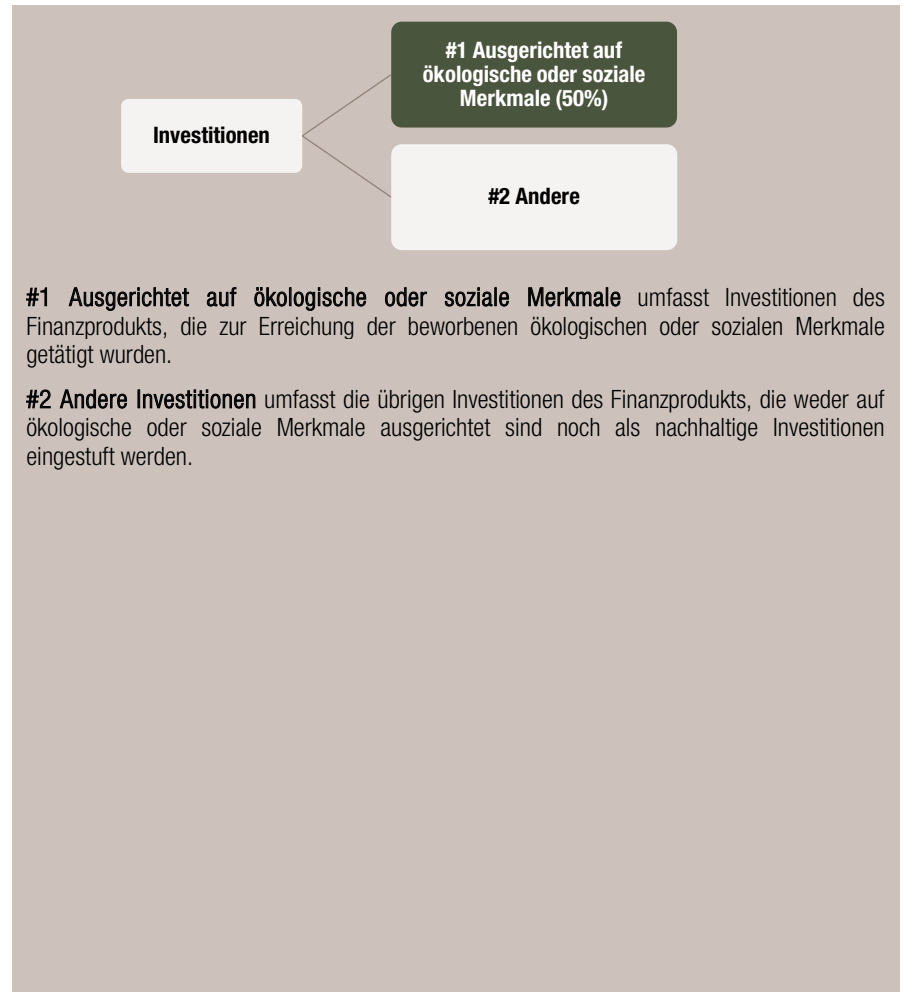 #1 Ausgerichtet auf
ökologische oder soziale
Merkmale (50%)
Investitionen
#2 Andere
#1 Ausgerichtet auf ökologische oder soziale Merkmale umfasst Investitionen des
Finanzprodukts, die zur Erreichung der beworbenen ökologischen oder sozialen Merkmale
getätigt wurden.
#2 Andere Investitionen umfasst die übrigen Investitionen des Finanzprodukts, die weder auf
ökologische oder soziale Merkmale ausgerichtet sind noch als nachhaltige Investitionen
eingestuft werden.